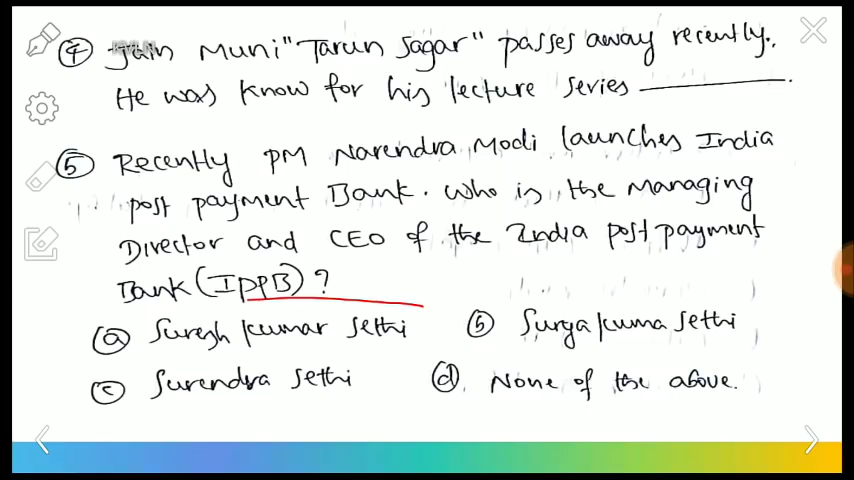 ④ Jain Muni "Tarun Sagar" passes away recently.
He was know for his lecture series ________.
⑤ Recently PM Narendra Modi launches India
post payment Bank. Who is the Managing
Director and CEO of the India post payment
Bank (IPPB) ?
ⓐ Suresh kumar Sethi ⓑ Surya kuma Sethi
ⓒ Surendra Sethi ⓓ None of the above.